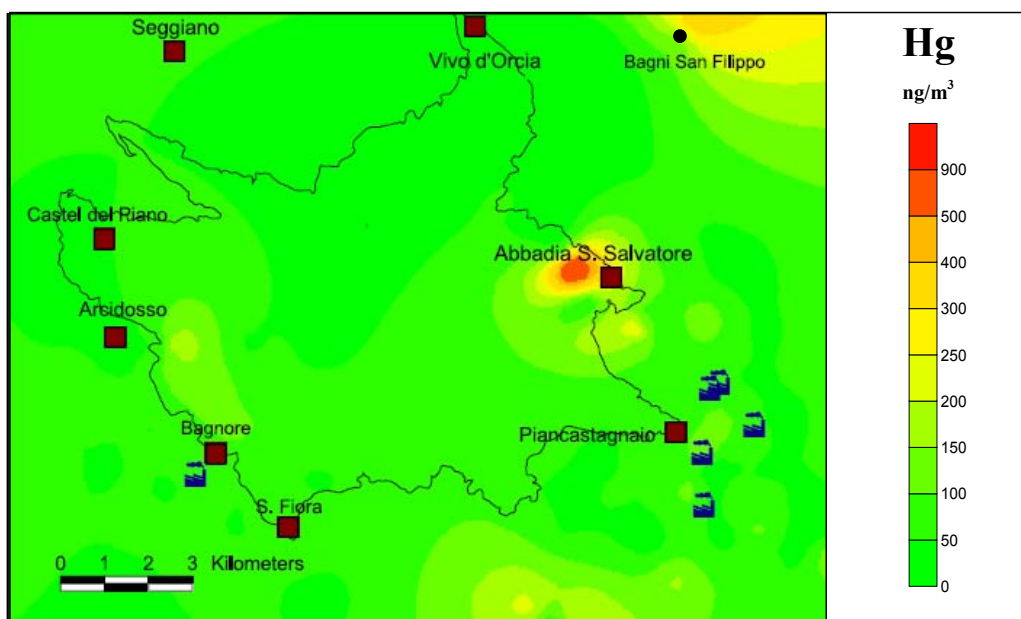 Seggiano
Vivo d'Orcia
Bagni San Filippo
Castel del Piano
Abbadia S. Salvatore
Arcidosso
Bagnore
Piancastagnaio
S. Fiora
0 1 2 3 Kilometers
Hg
ng/m³
900
500
400
300
250
200
150
100
50
0